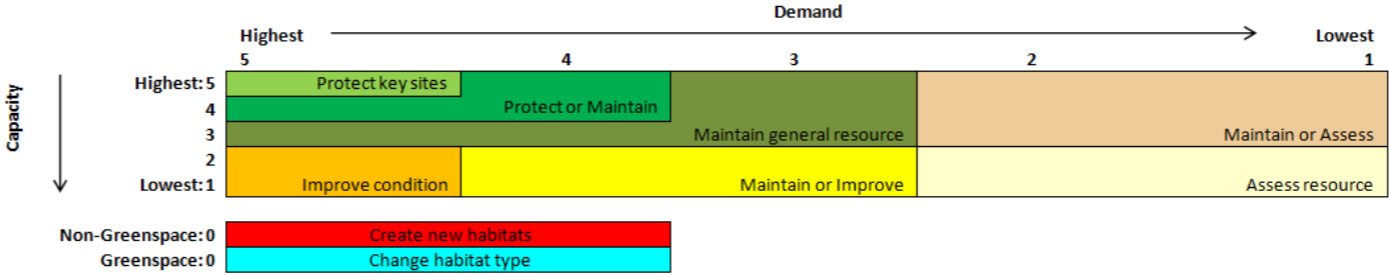 Demand
Highest Lowest
5 4 3 2 1
Capacity
Highest: 5 Protect key sites
4 Protect or Maintain
3 Maintain general resource Maintain or Assess
2
Lowest: 1 Improve condition Maintain or Improve Assess resource
Non-Greenspace: 0 Create new habitats
Greenspace: 0 Change habitat type